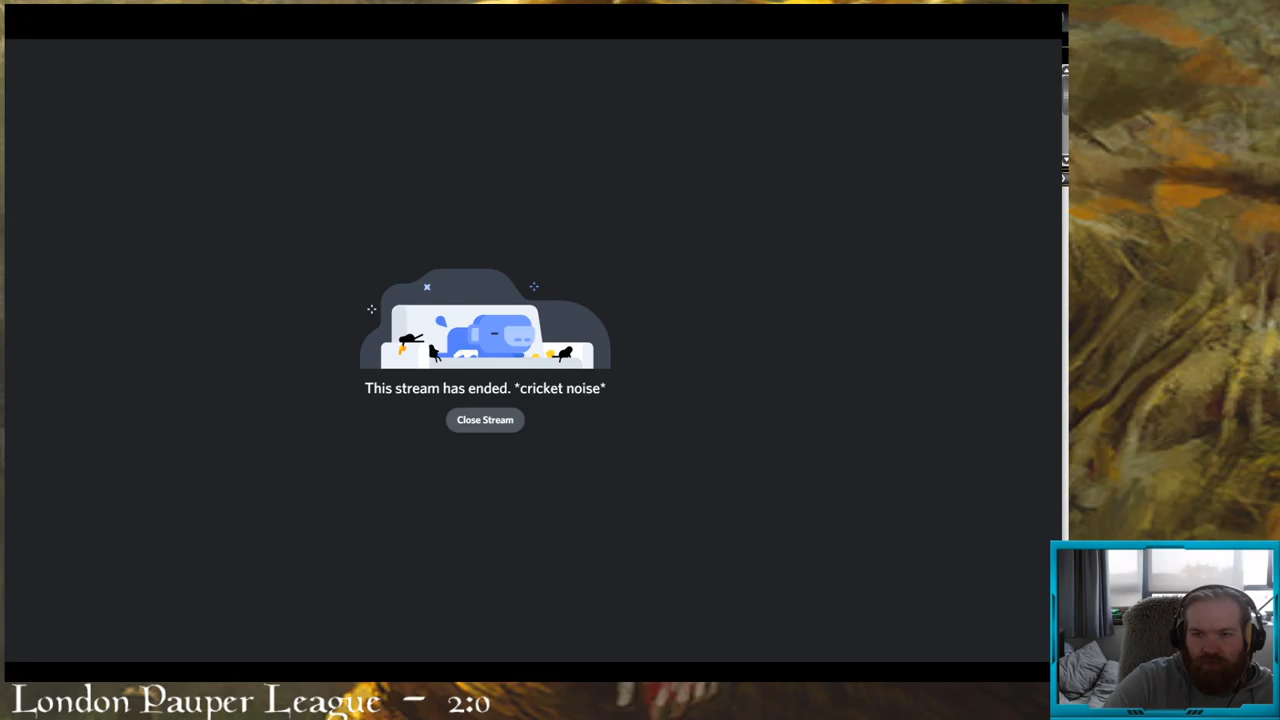 This stream has ended. *cricket noise*
Close Stream
London Pauper League - 2:0